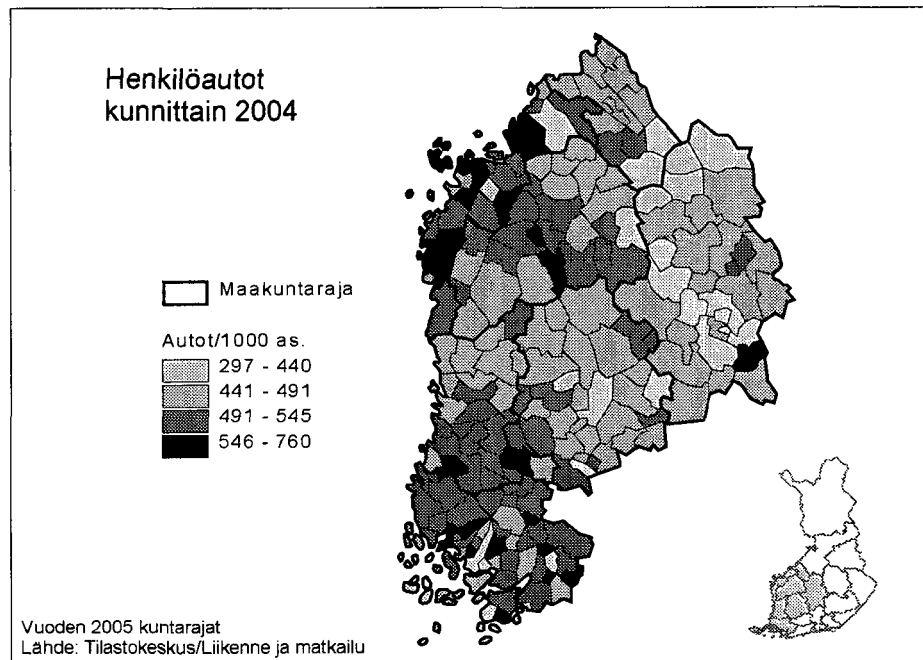 Henkilöautot
kunnittain 2004
Maakuntaraja
Autot/1000 as.
297 - 440
441 - 491
491 - 545
546 - 760
Vuoden 2005 kuntarajat
Lähde: Tilastokeskus/Liikenne ja matkailu